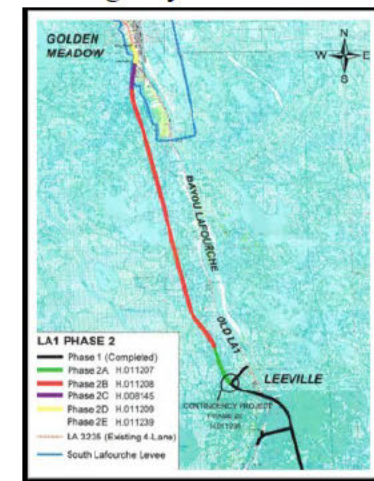 GOLDEN
MEADOW
N
W E
S
BAYOU LAFOURCHE
OLD LA1
LEEVILLE
CONTINGENCY PROJECT
LA1 PHASE 2
Phase 1 (Completed)
Phase 2A H.011207
Phase 2B H.011208
Phase 2C H.008145
Phase 2D H.011209
Phase 2E H.011239
LA 3235 (Existing 4-Lane)
South Lafourche Levee